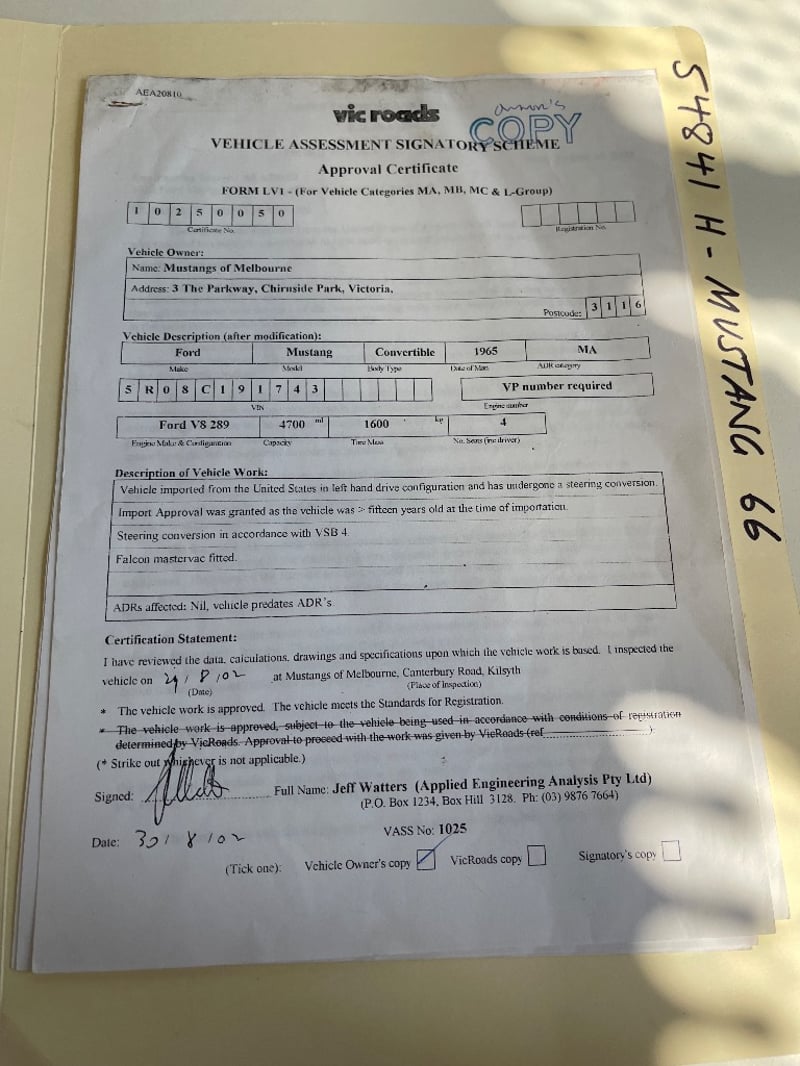 AEA20810
vic roads
COPY
VEHICLE ASSESSMENT SIGNATORY SCHEME
Approval Certificate
FORM LV1 - (For Vehicle Categories MA, MB, MC & L-Group)
1 0 2 5 0 0 5 0
Certificate No. Registration No.
Vehicle Owner:
Name: Mustangs of Melbourne
Address: 3 The Parkway, Chirnside Park, Victoria,
Postcode: 3 1 1 6
Vehicle Description (after modification):
Ford Mustang Convertible 1965 MA
Make Model Body Type Date of Man. ADR category
5 R 0 8 C 1 9 1 7 4 3 VP number required
VIN Engine number
Ford V8 289 4700 ml 1600 kg 4
Engine Make & Configuration Capacity Tare Mass No. Seats (inc driver)
Description of Vehicle Work:
Vehicle imported from the United States in left hand drive configuration and has undergone a steering conversion.
Import Approval was granted as the vehicle was > fifteen years old at the time of importation.
Steering conversion in accordance with VSB 4
Falcon mastervac fitted.
ADRs affected: Nil, vehicle predates ADR's
Certification Statement:
I have reviewed the data, calculations, drawings and specifications upon which the vehicle work is based. I inspected the
vehicle on 29/8/02 at Mustangs of Melbourne, Canterbury Road, Kilsyth
(Date) (Place of Inspection)
* The vehicle work is approved. The vehicle meets the Standards for Registration.
* The vehicle work is approved, subject to the vehicle being used in accordance with conditions of registration
determined by VicRoads. Approval to proceed with the work was given by VicRoads (ref ).
(* Strike out whichever is not applicable.)
Signed: Full Name: Jeff Watters (Applied Engineering Analysis Pty Ltd)
(P.O. Box 1234, Box Hill 3128. Ph: (03) 9876 7664)
Date: 30/8/02
VASS No: 1025
(Tick one): Vehicle Owner's copy VicRoads copy Signatory's copy
54841 H - MUSTANG 66